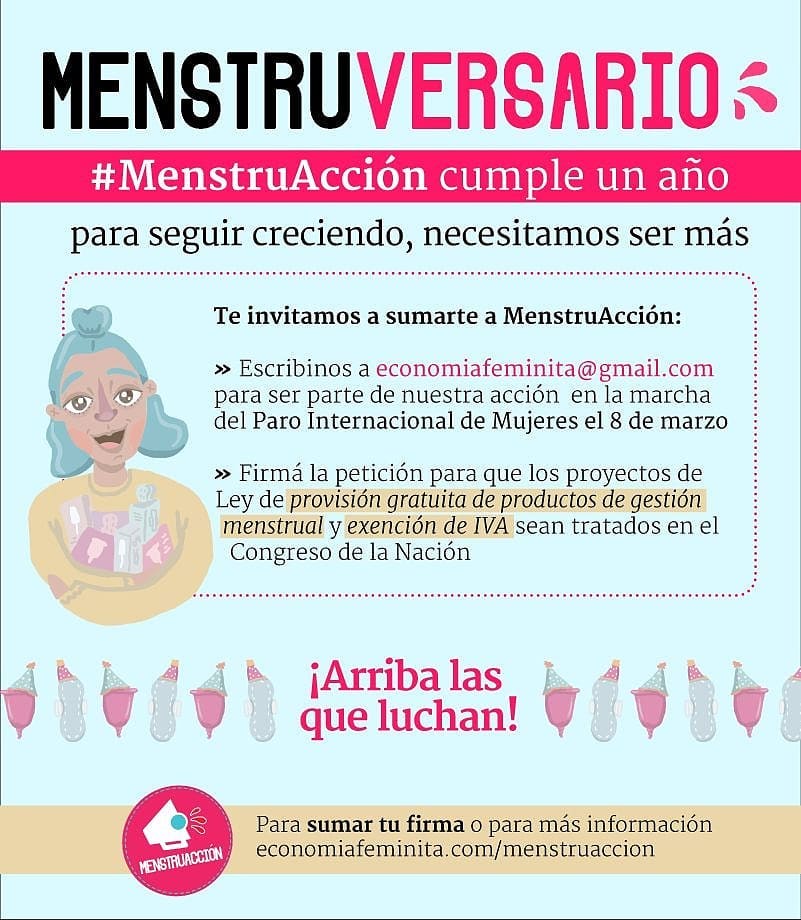 MENSTRUVERSARIO
#MenstruAcción cumple un año
para seguir creciendo, necesitamos ser más
Te invitamos a sumarte a MenstruAcción:
» Escribinos a economiafeminita@gmail.com
para ser parte de nuestra acción en la marcha
del Paro Internacional de Mujeres el 8 de marzo
» Firmá la petición para que los proyectos de
Ley de provisión gratuita de productos de gestión
menstrual y exención de IVA sean tratados en el
Congreso de la Nación
¡Arriba las
que luchan!
MENSTRUACCIÓN
Para sumar tu firma o para más información
economiafeminita.com/menstruaccion